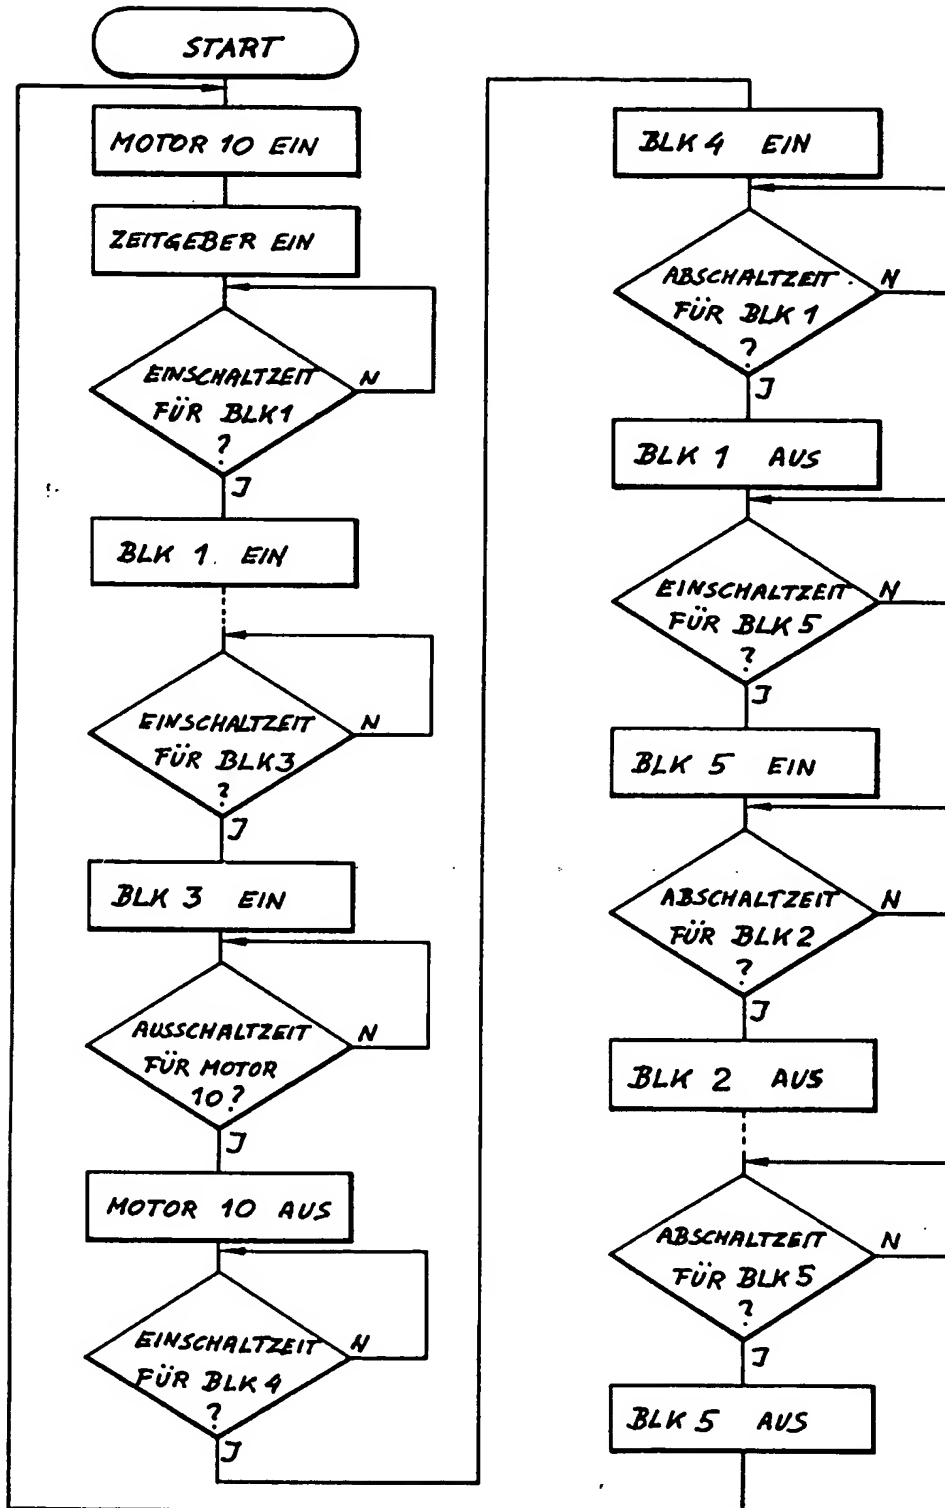 START
MOTOR 10 EIN
ZEITGEBER EIN
EINSCHALTZEIT
FÜR BLK1
?
N
J
BLK 1. EIN
EINSCHALTZEIT
FÜR BLK3
?
N
J
BLK 3 EIN
AUSSCHALTZEIT
FÜR MOTOR
10?
N
J
MOTOR 10 AUS
EINSCHALTZEIT
FÜR BLK 4
?
N
J
BLK 4 EIN
ABSCHALTZEIT
FÜR BLK 1
?
N
J
BLK 1 AUS
EINSCHALTZEIT
FÜR BLK 5
?
N
J
BLK 5 EIN
ABSCHALTZEIT
FÜR BLK2
?
N
J
BLK 2 AUS
ABSCHALTZEIT
FÜR BLK 5
?
N
J
BLK 5 AUS